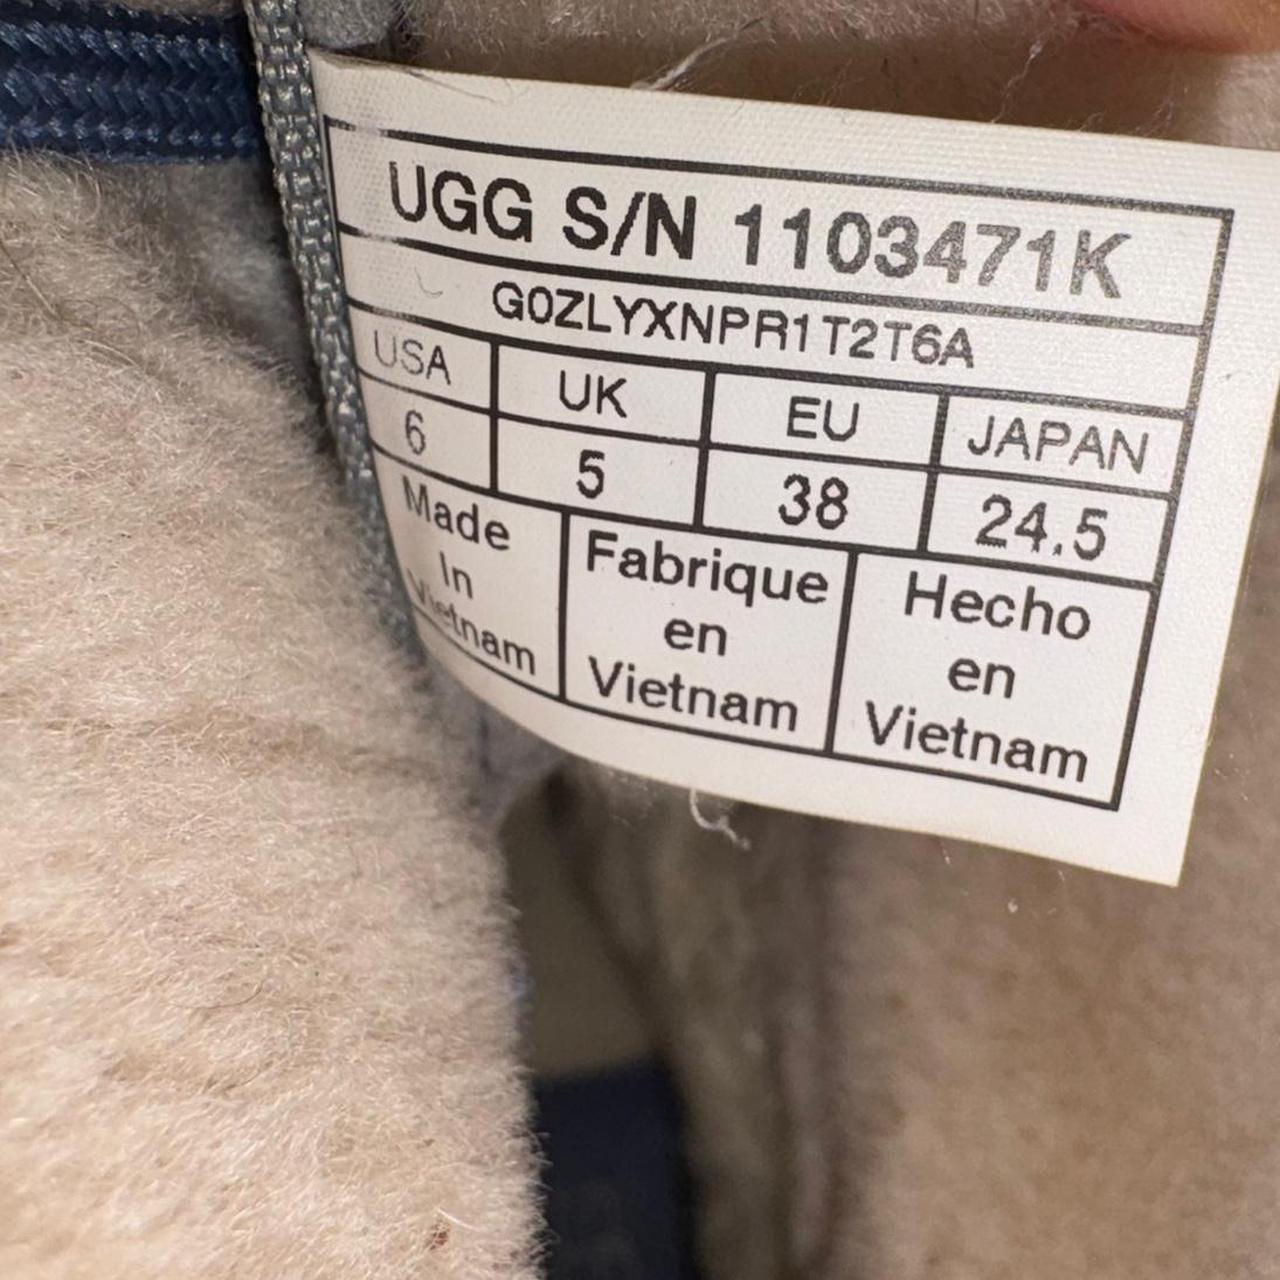 UGG S/N 1103471K
G0ZLYXNPR1T2T6A
USA UK EU JAPAN
6 5 38 24.5
Made In Vietnam
Fabrique en Vietnam
Hecho en Vietnam